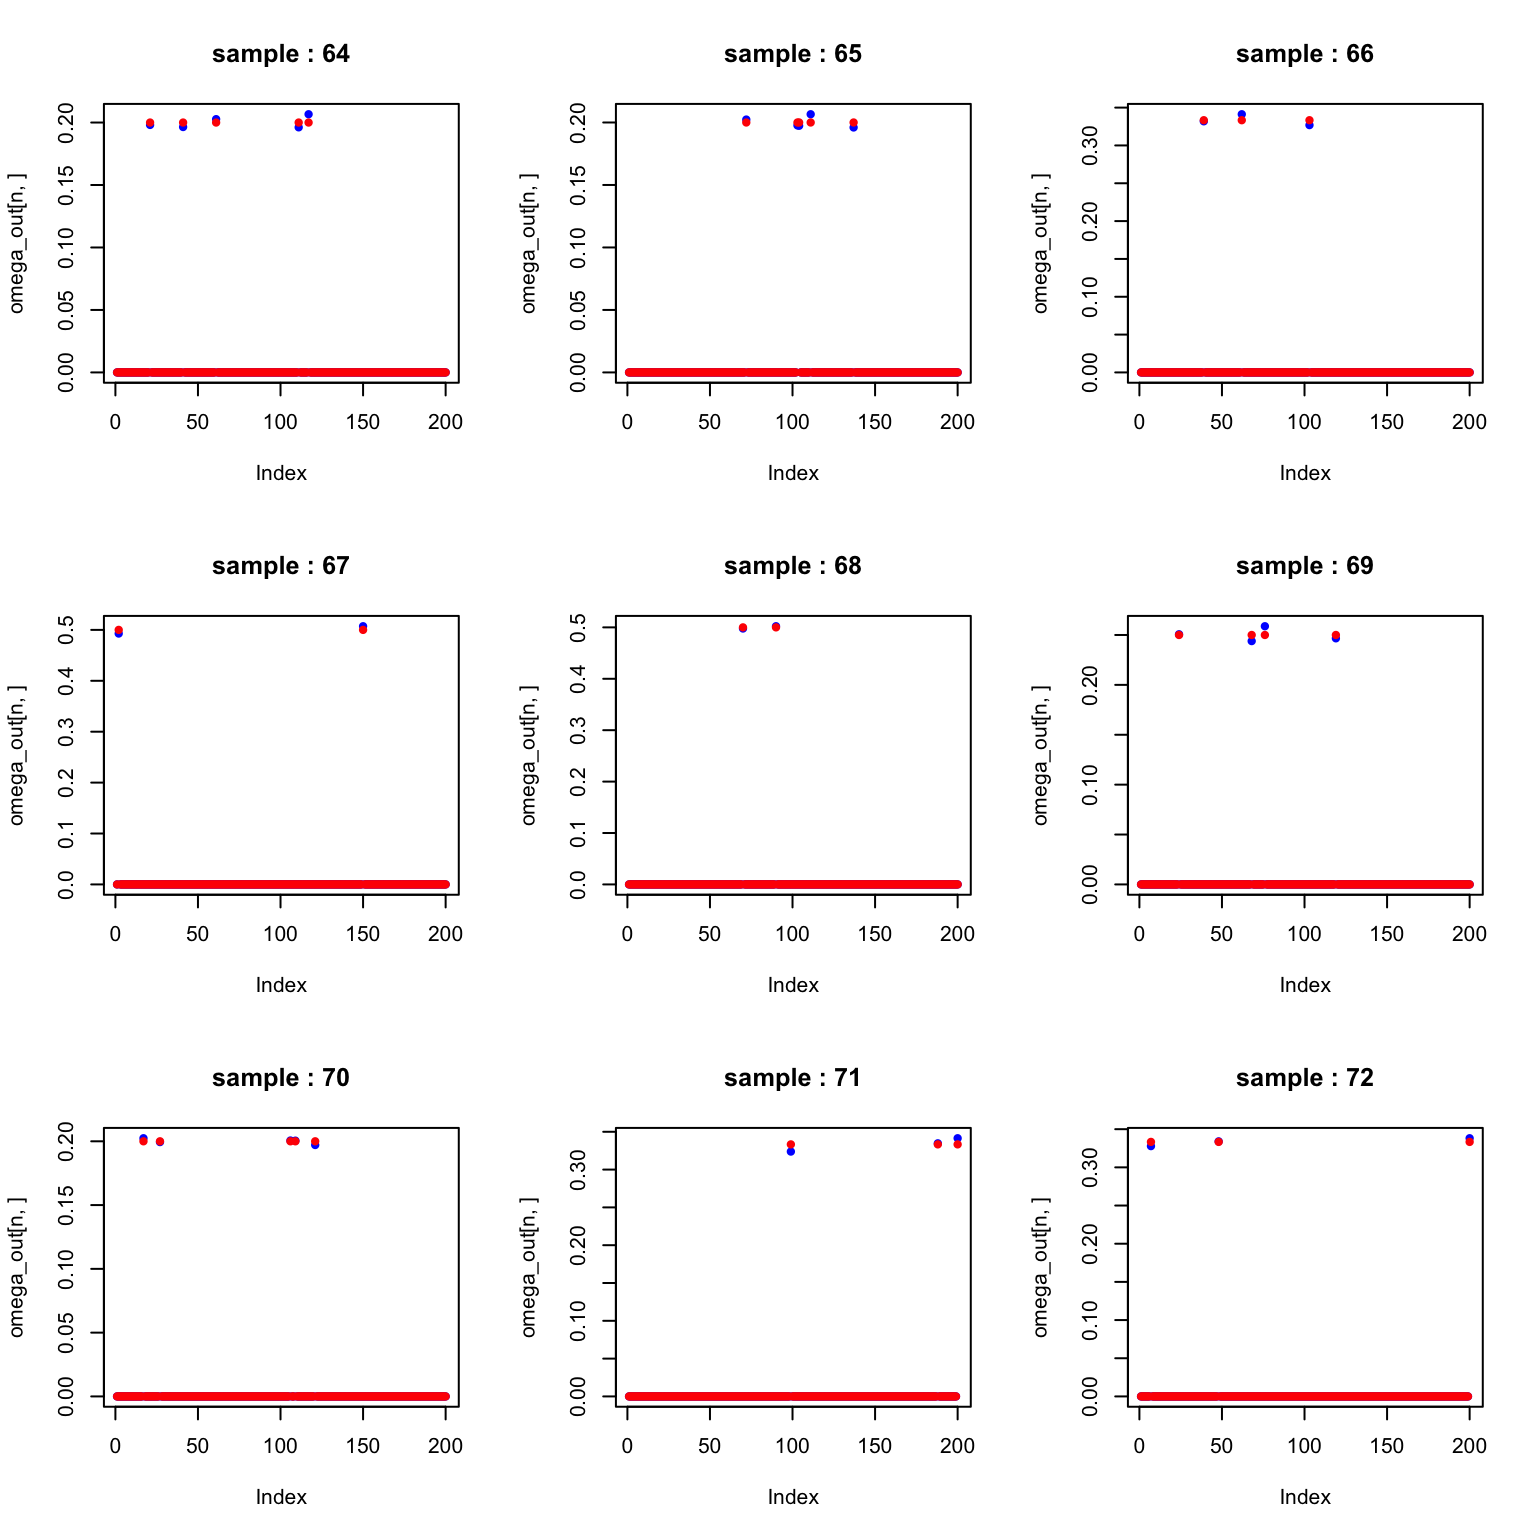 sample : 64
omega_out[n, ]
0.00 0.05 0.10 0.15 0.20
0 50 100 150 200
Index
sample : 65
omega_out[n, ]
0.00 0.05 0.10 0.15 0.20
0 50 100 150 200
Index
sample : 66
omega_out[n, ]
0.00 0.10 0.20 0.30
0 50 100 150 200
Index
sample : 67
omega_out[n, ]
0.0 0.1 0.2 0.3 0.4 0.5
0 50 100 150 200
Index
sample : 68
omega_out[n, ]
0.0 0.1 0.2 0.3 0.4 0.5
0 50 100 150 200
Index
sample : 69
omega_out[n, ]
0.00 0.10 0.20
0 50 100 150 200
Index
sample : 70
omega_out[n, ]
0.00 0.05 0.10 0.15 0.20
0 50 100 150 200
Index
sample : 71
omega_out[n, ]
0.00 0.10 0.20 0.30
0 50 100 150 200
Index
sample : 72
omega_out[n, ]
0.00 0.10 0.20 0.30
0 50 100 150 200
Index